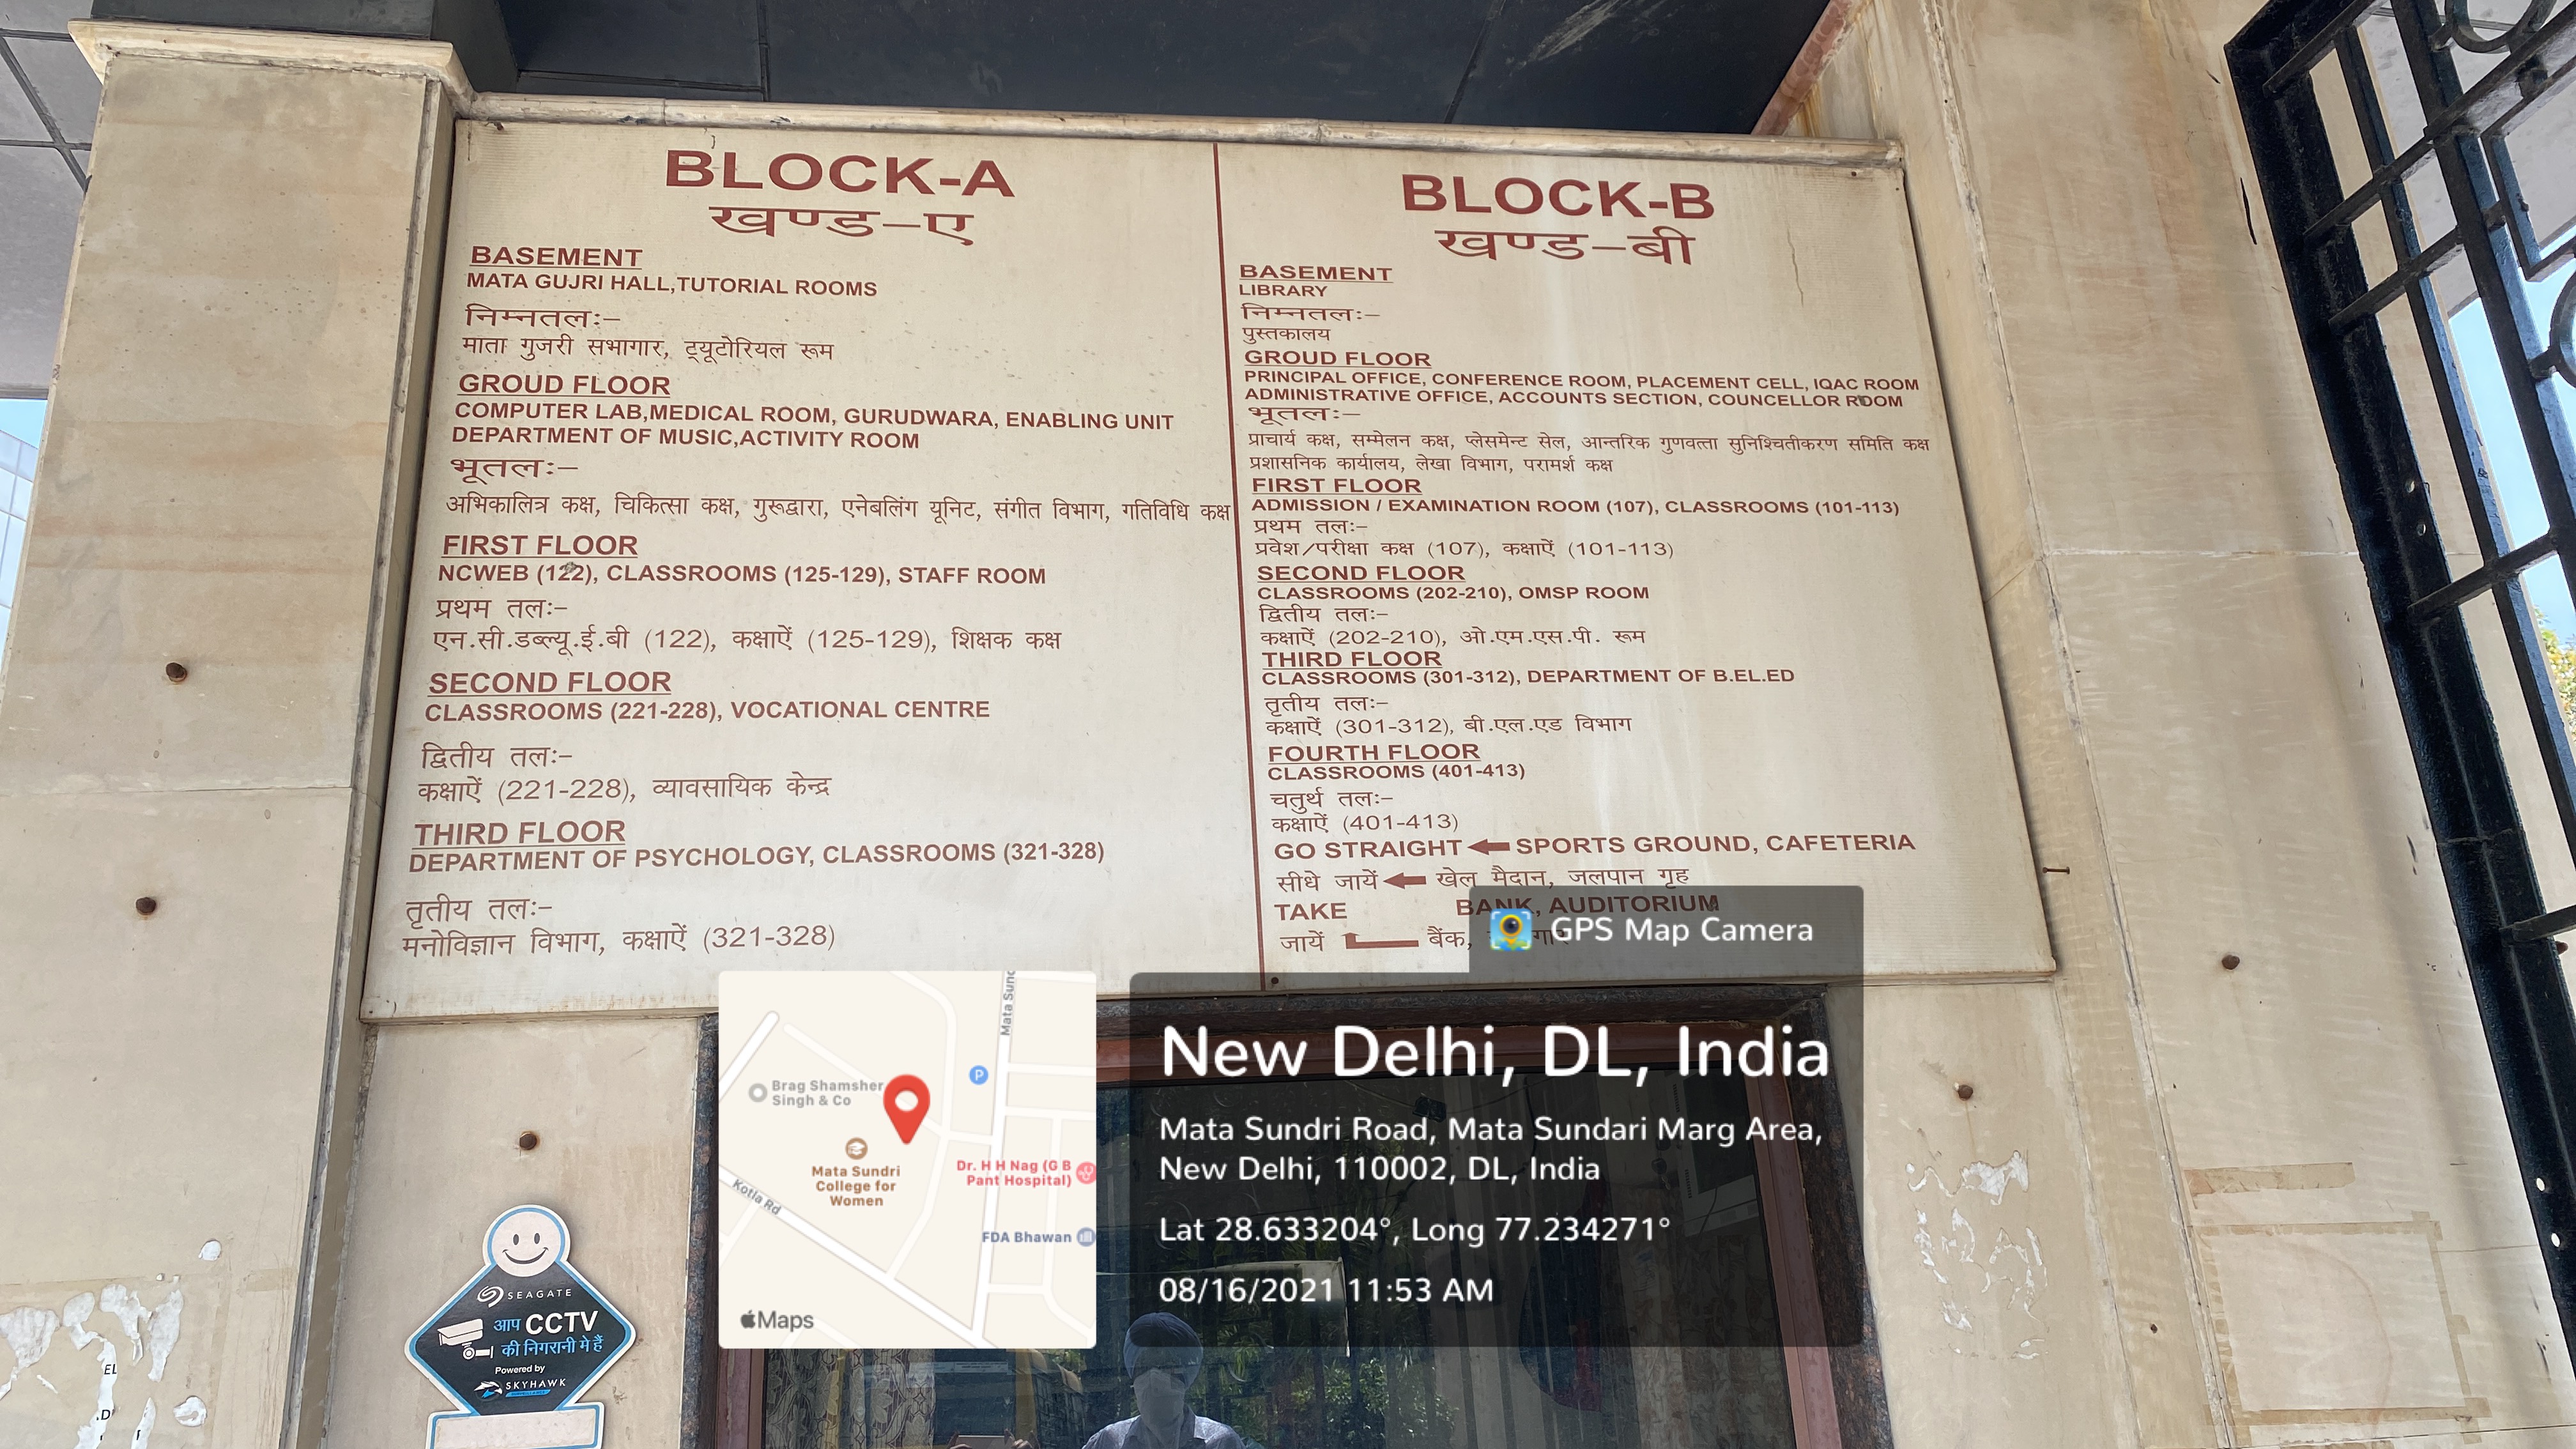 BLOCK-A
खण्ड-ए
BASEMENT
MATA GUJRI HALL,TUTORIAL ROOMS
निम्नतलः-
माता गुजरी सभागार, ट्यूटोरियल रूम
GROUD FLOOR
COMPUTER LAB,MEDICAL ROOM, GURUDWARA, ENABLING UNIT
DEPARTMENT OF MUSIC,ACTIVITY ROOM
भूतलः-
अभिकालित्र कक्ष, चिकित्सा कक्ष, गुरूद्वारा, एनेबलिंग यूनिट, संगीत विभाग, गतिविधि कक्ष
FIRST FLOOR
NCWEB (122), CLASSROOMS (125-129), STAFF ROOM
प्रथम तलः-
एन.सी.डब्ल्यू.ई.बी (122), कक्षाऐं (125-129), शिक्षक कक्ष
SECOND FLOOR
CLASSROOMS (221-228), VOCATIONAL CENTRE
द्वितीय तलः-
कक्षाऐं (221-228), व्यावसायिक केन्द्र
THIRD FLOOR
DEPARTMENT OF PSYCHOLOGY, CLASSROOMS (321-328)
तृतीय तलः-
मनोविज्ञान विभाग, कक्षाऐं (321-328)
BLOCK-B
खण्ड-बी
BASEMENT
LIBRARY
निम्नतलः-
पुस्तकालय
GROUD FLOOR
PRINCIPAL OFFICE, CONFERENCE ROOM, PLACEMENT CELL, IQAC ROOM
ADMINISTRATIVE OFFICE, ACCOUNTS SECTION, COUNCELLOR ROOM
भूतलः-
प्राचार्य कक्ष, सम्मेलन कक्ष, प्लेसमेन्ट सेल, आन्तरिक गुणवत्ता सुनिश्चितीकरण समिति कक्ष
प्रशासनिक कार्यालय, लेखा विभाग, परामर्श कक्ष
FIRST FLOOR
ADMISSION / EXAMINATION ROOM (107), CLASSROOMS (101-113)
प्रथम तलः-
प्रवेश/परीक्षा कक्ष (107), कक्षाऐं (101-113)
SECOND FLOOR
CLASSROOMS (202-210), OMSP ROOM
द्वितीय तलः-
कक्षाऐं (202-210), ओ.एम.एस.पी. रूम
THIRD FLOOR
CLASSROOMS (301-312), DEPARTMENT OF B.EL.ED
तृतीय तलः-
कक्षाऐं (301-312), बी.एल.एड विभाग
FOURTH FLOOR
CLASSROOMS (401-413)
चतुर्थ तलः-
कक्षाऐं (401-413)
GO STRAIGHT ← SPORTS GROUND, CAFETERIA
सीधे जायें ← खेल मैदान, जलपान गृह
TAKE BANK, AUDITORIUM
जायें बैंक,
GPS Map Camera
New Delhi, DL, India
Mata Sundri Road, Mata Sundari Marg Area,
New Delhi, 110002, DL, India
Lat 28.633204°, Long 77.234271°
08/16/2021 11:53 AM
Mata Sund
Brag Shamsher
Singh & Co
P
Mata Sundri
College for
Women
Dr. H H Nag (G B
Pant Hospital)
Kotla Rd
FDA Bhawan
Maps
SEAGATE
आप CCTV
की निगरानी मे हैं
Powered by
SKYHAWK